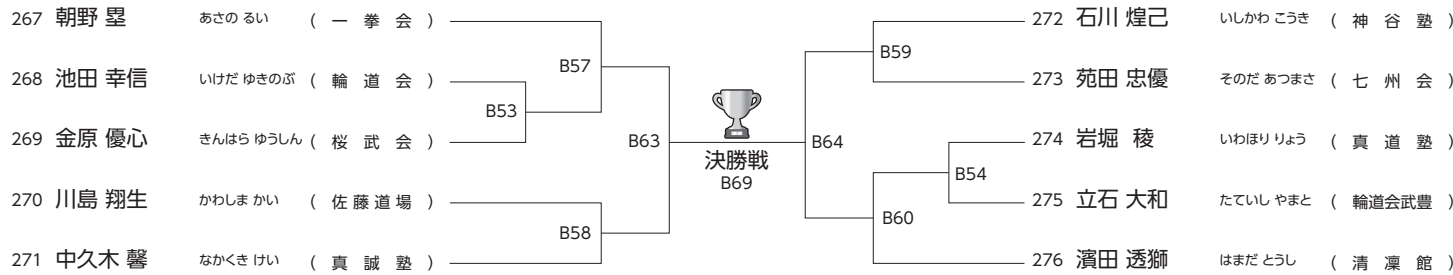 267 朝野 塁 あさの るい ( 一 拳 会 )
268 池田 幸信 いけだ ゆきのぶ ( 輪 道 会 )
269 金原 優心 きんはら ゆうしん ( 桜 武 会 )
270 川島 翔生 かわしま かい ( 佐 藤 道 場 )
271 中久木 馨 なかくき けい ( 真 誠 塾 )
B57
B53
B63
B58
決勝戦
B69
B59
B64
B54
B60
272 石川 煌己 いしかわ こうき ( 神 谷 塾 )
273 苑田 忠優 そのだ あつまさ ( 七 州 会 )
274 岩堀 稜 いわほり りょう ( 真 道 塾 )
275 立石 大和 たていし やまと ( 輪道会武豊 )
276 濱田 透獅 はまだ とうし ( 清 凜 館 )